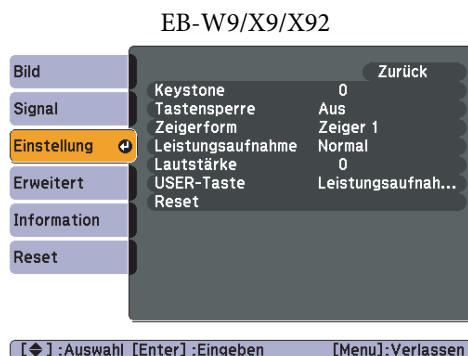 EB-W9/X9/X92
Bild
Signal
Einstellung
Erweitert
Information
Reset
Zurück
Keystone 0
Tastensperre Aus
Zeigerform Zeiger 1
Leistungsaufnahme Normal
Lautstärke 0
USER-Taste Leistungsaufnah...
Reset
[◆] :Auswahl [Enter] :Eingeben [Menu]:Verlassen